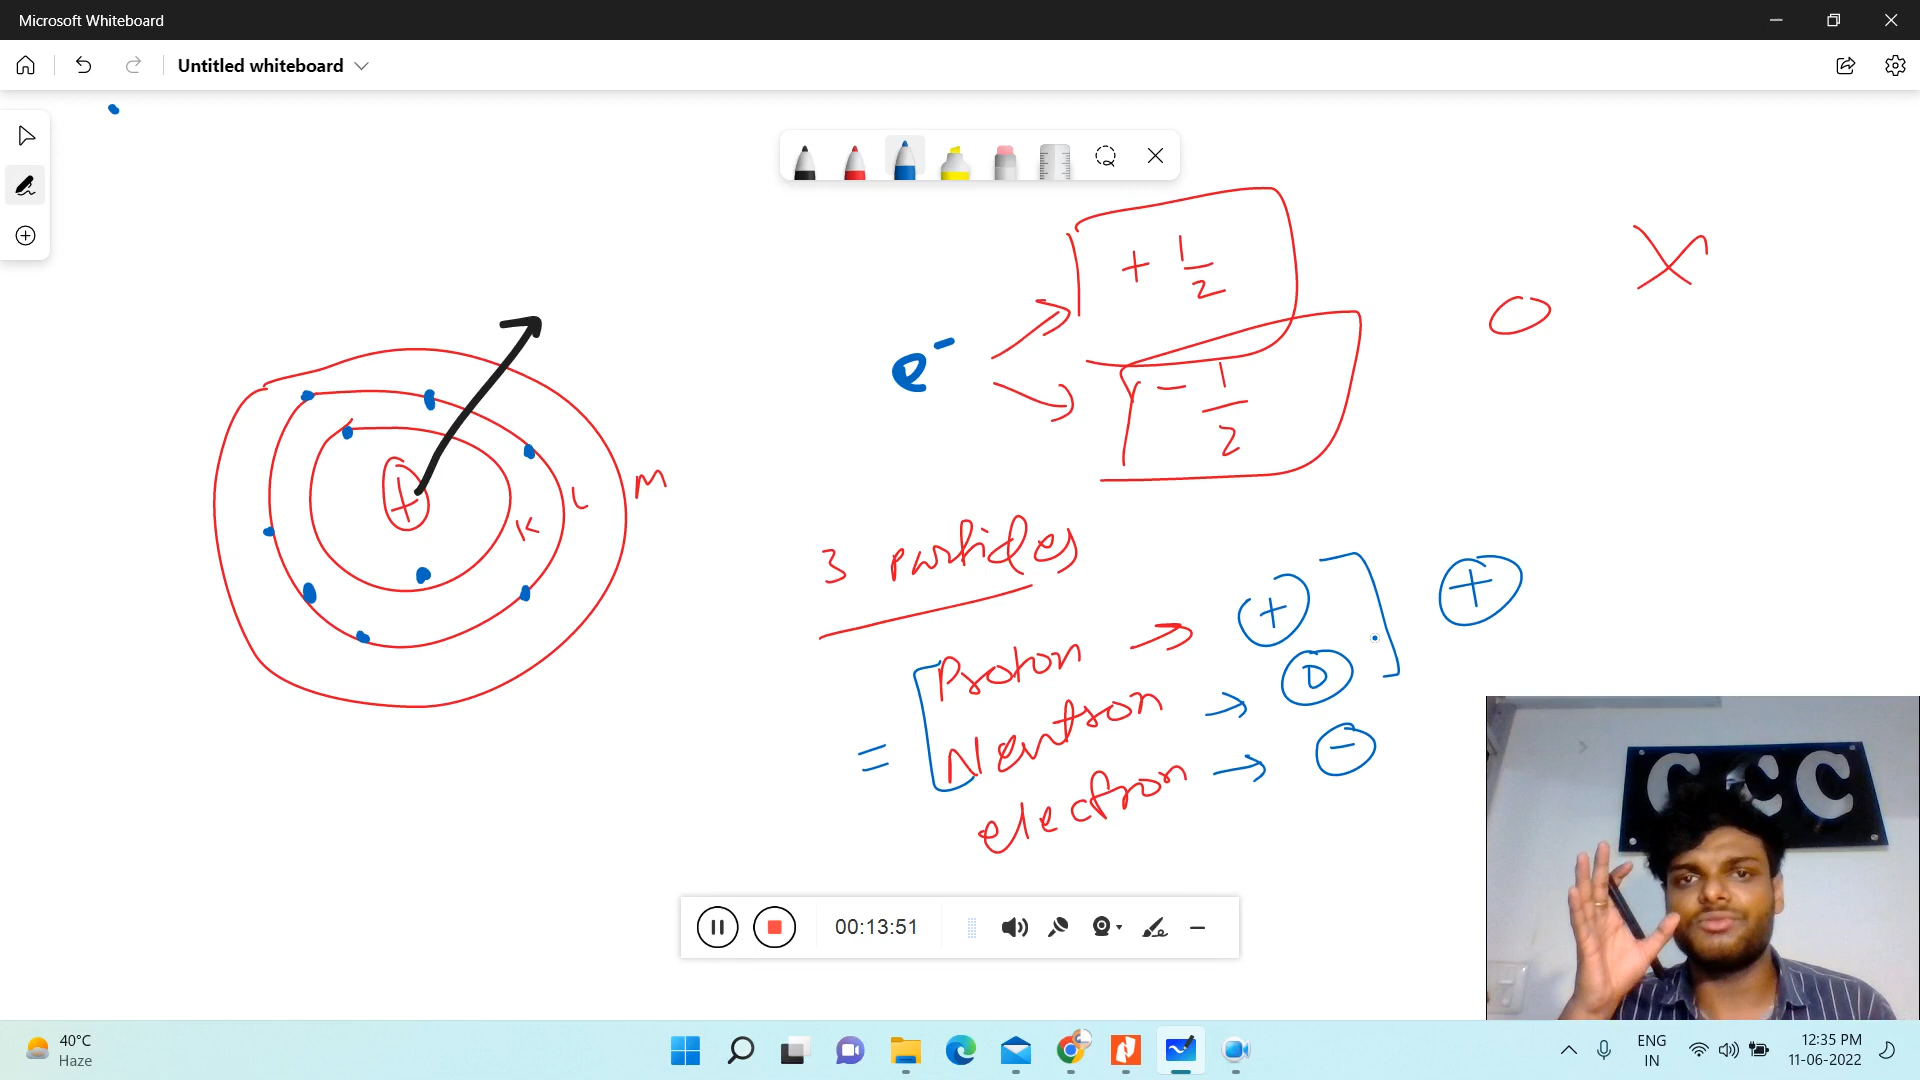 Microsoft Whiteboard
Untitled whiteboard
+ 1/2
e-
- 1/2
0
X
+
K
L
M
3 particles
Proton → +
+
= Neutron → 0
electron → -
CCC
00:13:51
40°C
Haze
ENG
IN
12:35 PM
11-06-2022